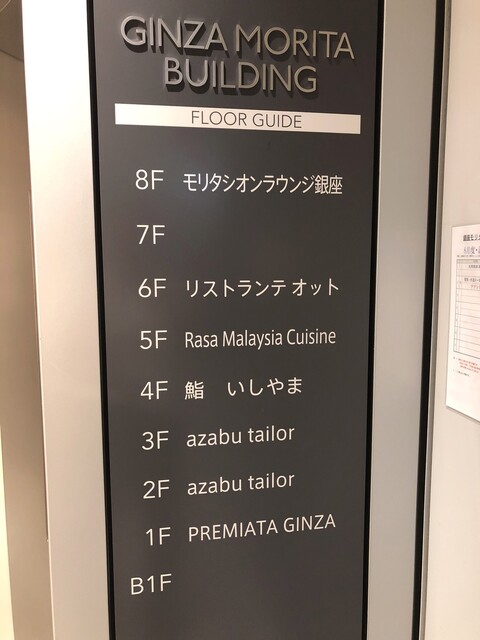 GINZA MORITA
BUILDING
FLOOR GUIDE
8F モリタシオンラウンジ銀座
7F
6F リストランテ オット
5F Rasa Malaysia Cuisine
4F 鮨 いしやま
3F azabu tailor
2F azabu tailor
1F PREMIATA GINZA
B1F